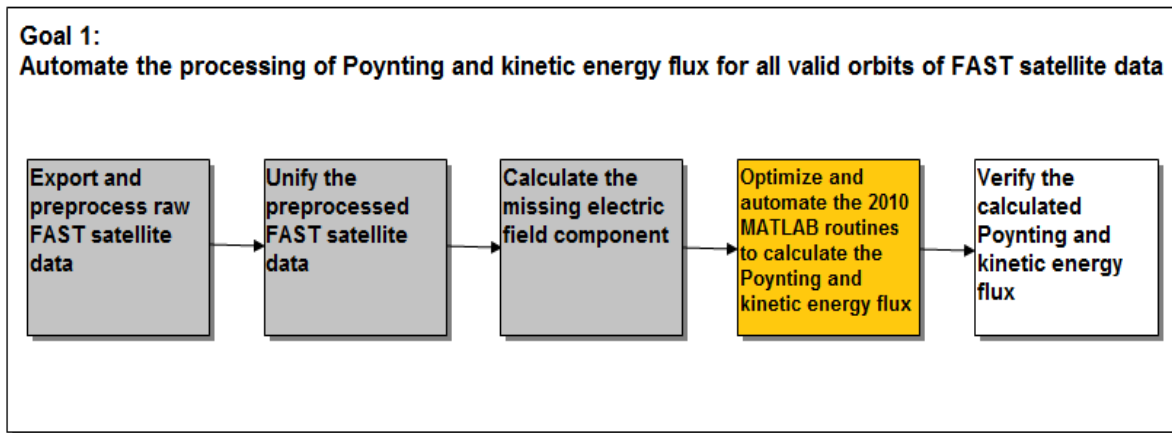 Goal 1:
Automate the processing of Poynting and kinetic energy flux for all valid orbits of FAST satellite data
Export and
preprocess raw
FAST satellite
data
Unify the
preprocessed
FAST satellite
data
Calculate the
missing electric
field component
Optimize and
automate the 2010
MATLAB routines
to calculate the
Poynting and
kinetic energy flux
Verify the
calculated
Poynting and
kinetic energy
flux